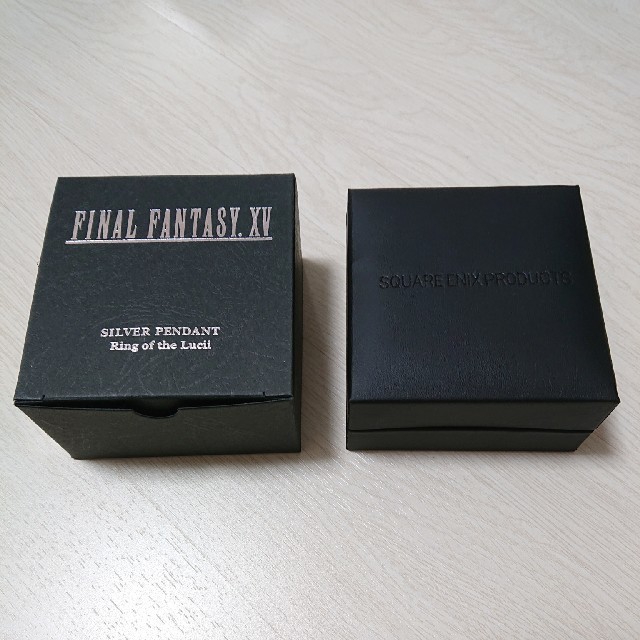 FINAL FANTASY. XV
SILVER PENDANT
Ring of the Lucii
SQUARE ENIX PRODUCTS